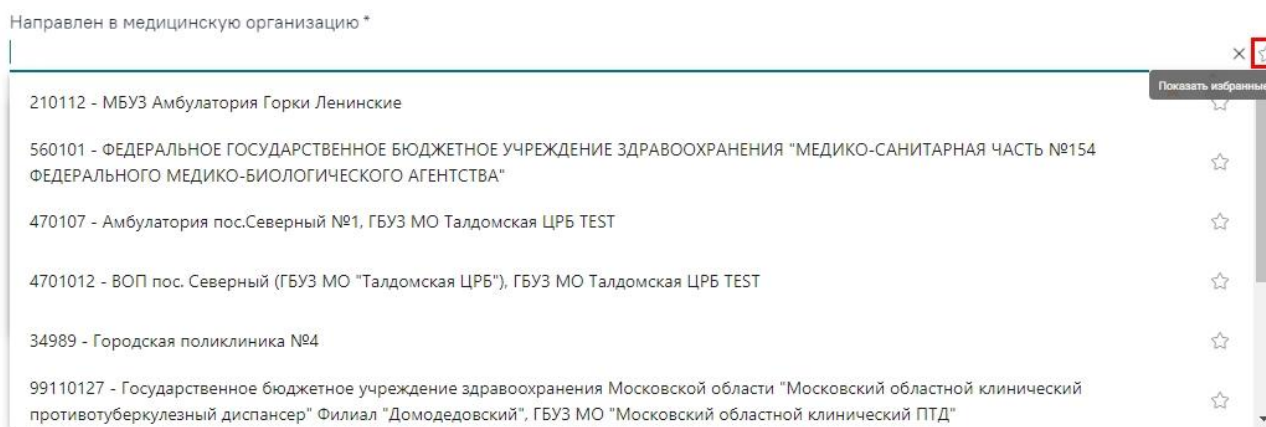 Направлен в медицинскую организацию *
Показать избранные
210112 - МБУЗ Амбулатория Горки Ленинские
560101 - ФЕДЕРАЛЬНОЕ ГОСУДАРСТВЕННОЕ БЮДЖЕТНОЕ УЧРЕЖДЕНИЕ ЗДРАВООХРАНЕНИЯ "МЕДИКО-САНИТАРНАЯ ЧАСТЬ №154
ФЕДЕРАЛЬНОГО МЕДИКО-БИОЛОГИЧЕСКОГО АГЕНТСТВА"
470107 - Амбулатория пос.Северный №1, ГБУЗ МО Талдомская ЦРБ TEST
4701012 - ВОП пос. Северный (ГБУЗ МО "Талдомская ЦРБ"), ГБУЗ МО Талдомская ЦРБ TEST
34989 - Городская поликлиника №4
99110127 - Государственное бюджетное учреждение здравоохранения Московской области "Московский областной клинический
противотуберкулезный диспансер" Филиал "Домодедовский", ГБУЗ МО "Московский областной клинический ПТД"